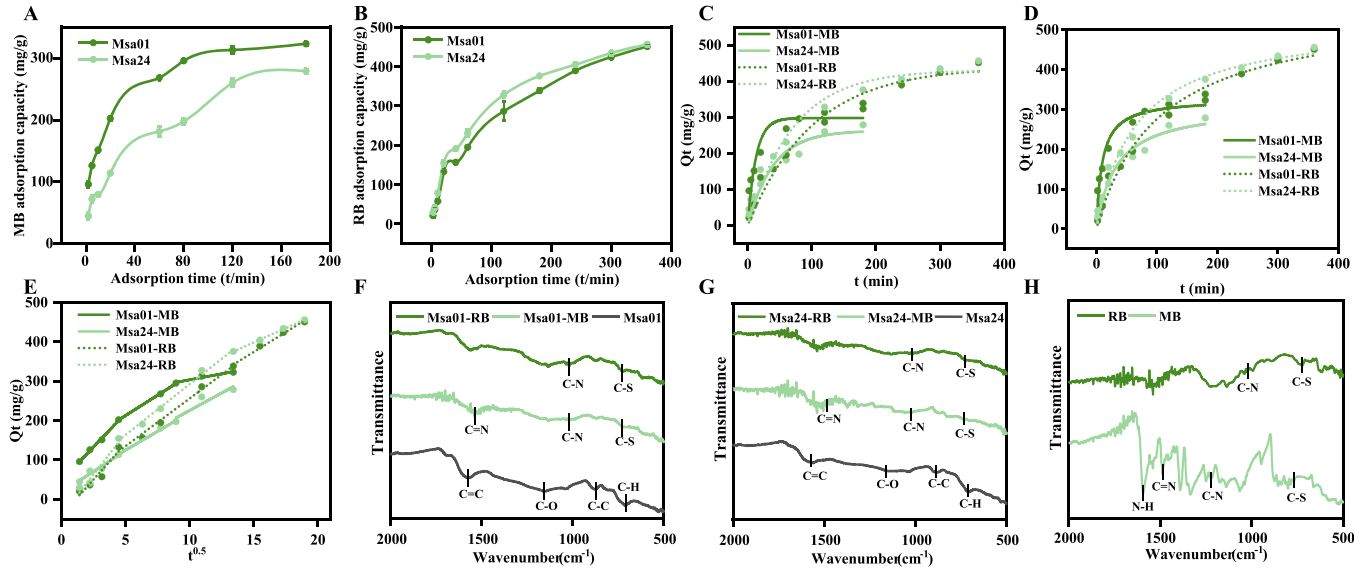 A
Msa01
Msa24
MB adsorption capacity (mg/g)
300
200
100
0
0 40 80 120 160 200
Adsorption time (t/min)
B
Msa01
Msa24
RB adsorption capacity (mg/g)
500
400
300
200
100
0
0 100 200 300 400
Adsorption time (t/min)
C
Msa01-MB
Msa24-MB
Msa01-RB
Msa24-RB
Qt (mg/g)
500
400
300
200
100
0
0 100 200 300 400
t (min)
D
Qt (mg/g)
500
400
300
200
100
0
Msa01-MB
Msa24-MB
Msa01-RB
Msa24-RB
0 100 200 300 400
t (min)
E
Msa01-MB
Msa24-MB
Msa01-RB
Msa24-RB
Qt (mg/g)
500
400
300
200
100
0
0 5 10 15 20
t^0.5
F
Msa01-RB Msa01-MB Msa01
Transmittance
C-N C-S
C=N C-N C-S
C=C C-O C-C C-H
2000 1500 1000 500
Wavenumber(cm⁻¹)
G
Msa24-RB Msa24-MB Msa24
Transmittance
C-N C-S
C=N C-N C-S
C=C C-O C-C C-H
2000 1500 1000 500
Wavenumber(cm⁻¹)
H
RB MB
Transmittance
C-N C-S
N-H C=N C-N C-S
2000 1500 1000 500
Wavenumber(cm⁻¹)